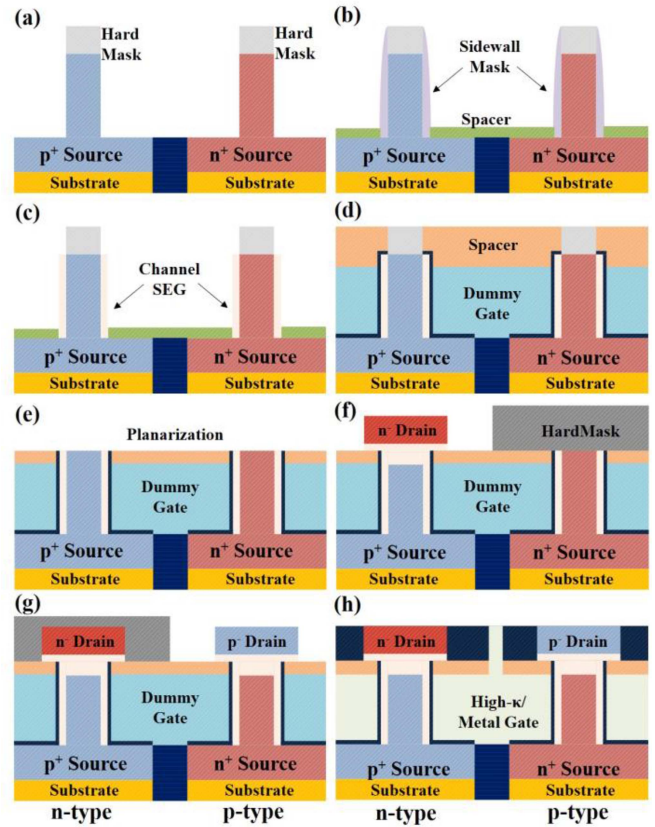 (a)
Hard
Mask
Hard
Mask
p+ Source
n+ Source
Substrate
Substrate
(b)
Sidewall
Mask
Spacer
p+ Source
n+ Source
Substrate
Substrate
(c)
Channel
SEG
p+ Source
n+ Source
Substrate
Substrate
(d)
Spacer
Dummy
Gate
p+ Source
n+ Source
Substrate
Substrate
(e)
Planarization
Dummy
Gate
p+ Source
n+ Source
Substrate
Substrate
(f)
n- Drain
HardMask
Dummy
Gate
p+ Source
n+ Source
Substrate
Substrate
(g)
n- Drain
p- Drain
Dummy
Gate
p+ Source
n+ Source
Substrate
Substrate
n-type
p-type
(h)
n- Drain
p- Drain
High-κ/
Metal Gate
p+ Source
n+ Source
Substrate
Substrate
n-type
p-type